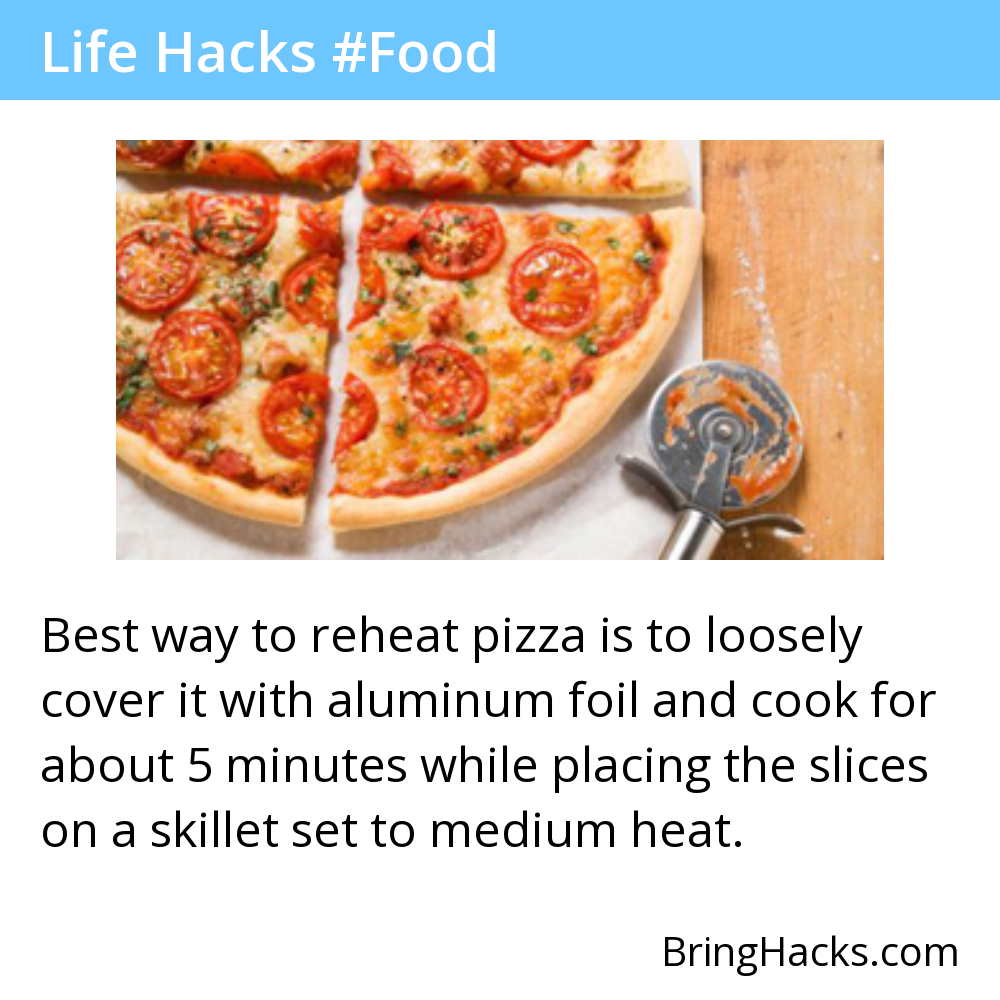 Life Hacks #Food
Best way to reheat pizza is to loosely
cover it with aluminum foil and cook for
about 5 minutes while placing the slices
on a skillet set to medium heat.
BringHacks.com